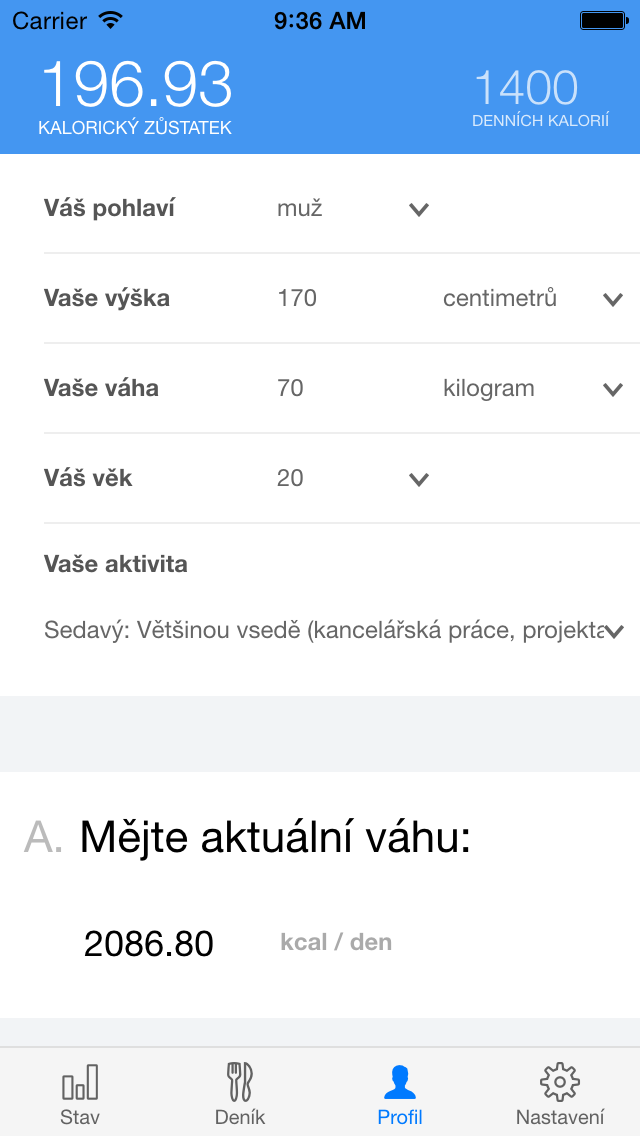 Carrier 9:36 AM
196.93 1400
KALORICKÝ ZŮSTATEK DENNÍCH KALORIÍ
Váš pohlaví muž
Vaše výška 170 centimetrů
Vaše váha 70 kilogram
Váš věk 20
Vaše aktivita
Sedavý: Většinou vsedě (kancelářská práce, projekta
A. Mějte aktuální váhu:
2086.80 kcal / den
Stav Deník Profil Nastavení